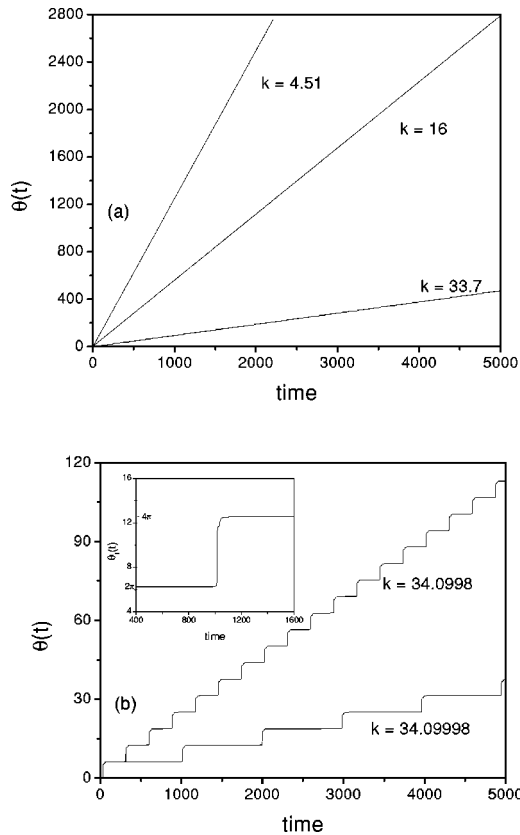 2800
2400
2000
1600
1200
800
400
0
θ(t)
(a)
k = 4.51
k = 16
k = 33.7
0 1000 2000 3000 4000 5000
time
120
90
60
30
0
θ(t)
(b)
16
4π
12
8
2π
4
θ
(t)
400 800 1200 1600
time
k = 34.0998
k = 34.09998
0 1000 2000 3000 4000 5000
time